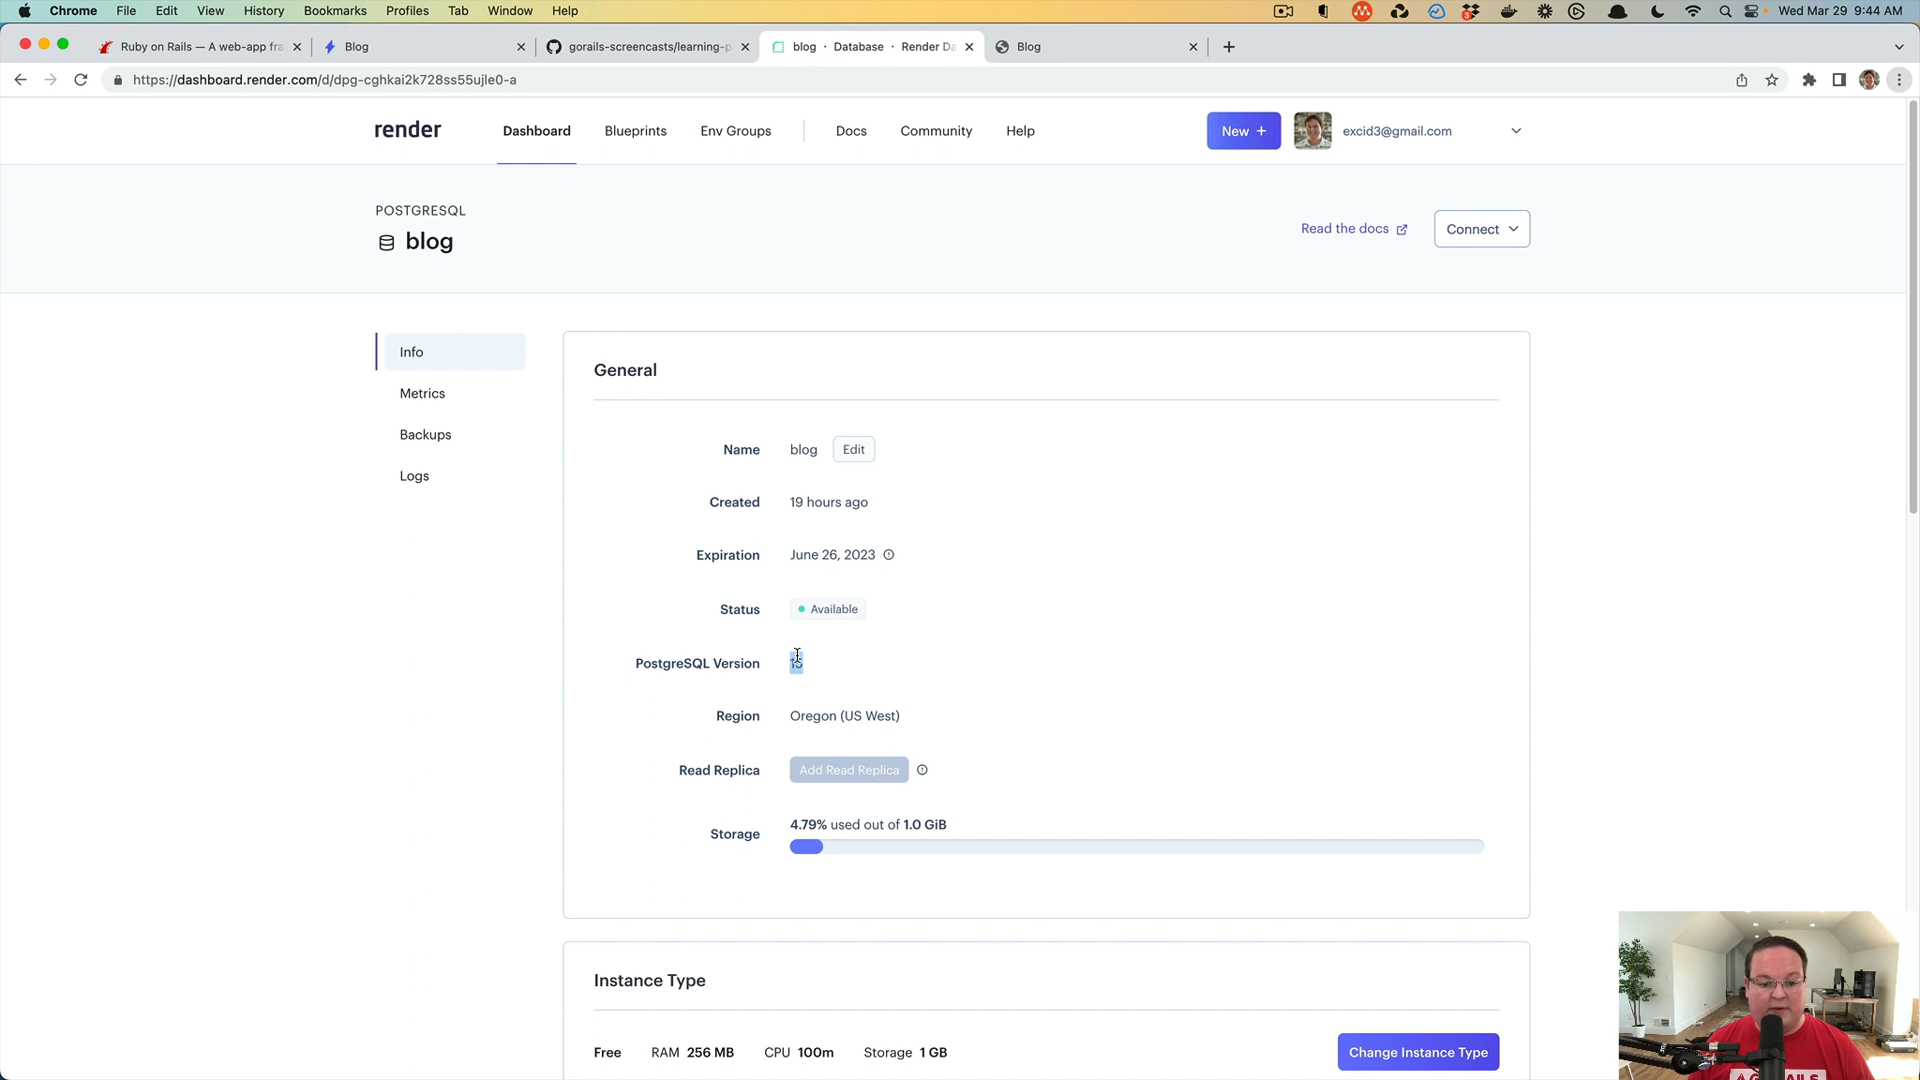 Chrome File Edit View History Bookmarks Profiles Tab Window Help Wed Mar 29 9:44 AM
Ruby on Rails — A web-app fra Blog gorails-screencasts/learning-p blog · Database · Render Da Blog
https://dashboard.render.com/d/dpg-cghkai2k728ss55ujle0-a
render Dashboard Blueprints Env Groups Docs Community Help New + excid3@gmail.com
POSTGRESQL
blog
Read the docs Connect
Info
Metrics
Backups
Logs
General
Name blog Edit
Created 19 hours ago
Expiration June 26, 2023
Status Available
PostgreSQL Version
Region Oregon (US West)
Read Replica Add Read Replica
Storage 4.79% used out of 1.0 GiB
Instance Type
Free RAM 256 MB CPU 100m Storage 1 GB Change Instance Type